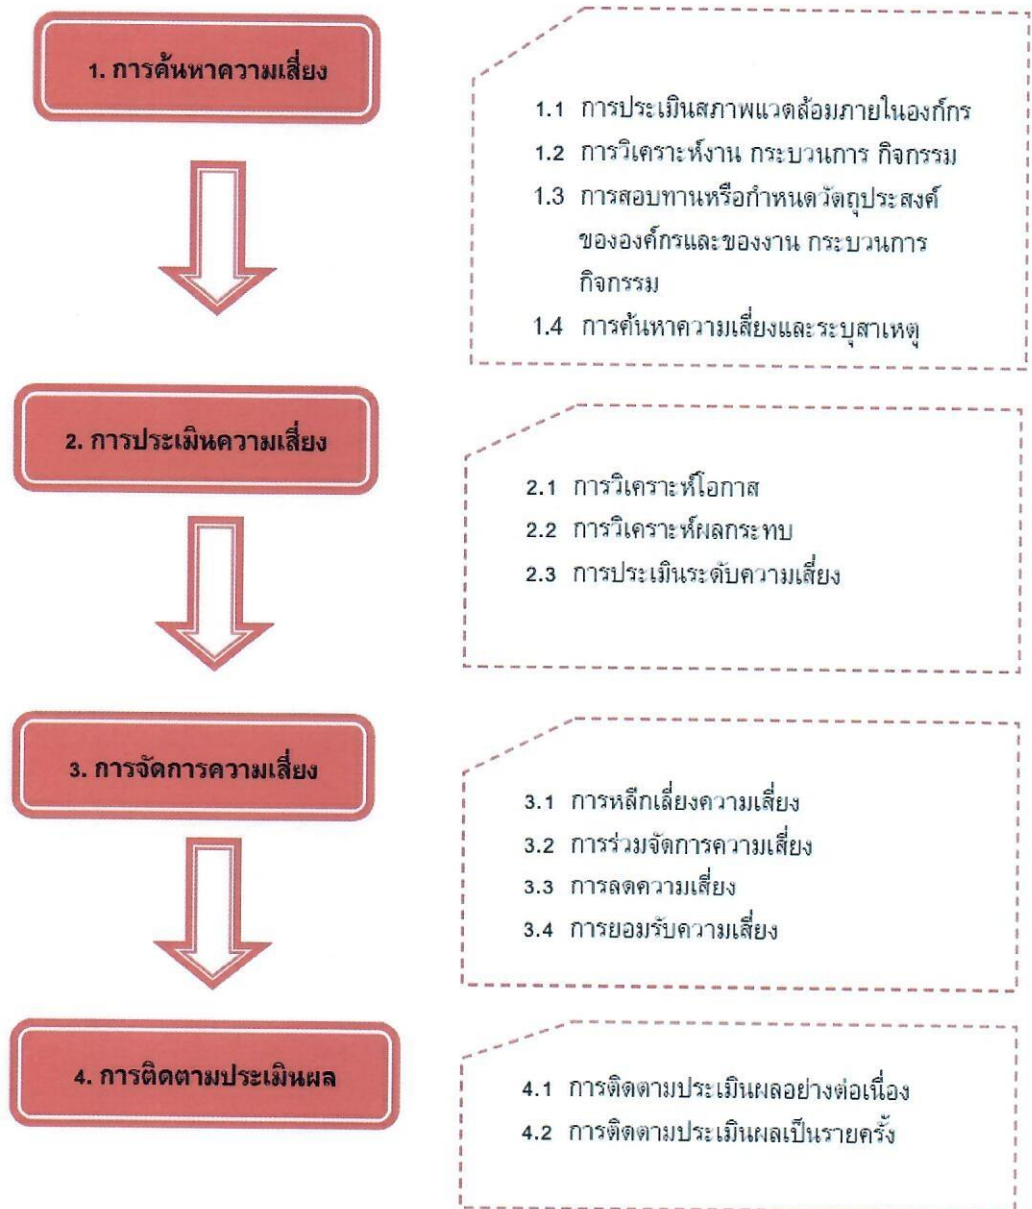 1. การค้นหาความเสี่ยง
1.1 การประเมินสภาพแวดล้อมภายในองค์กร
1.2 การวิเคราะห์งาน กระบวนการ กิจกรรม
1.3 การสอบทานหรือกำหนดวัตถุประสงค์
ขององค์กรและของงาน กระบวนการ
กิจกรรม
1.4 การค้นหาความเสี่ยงและระบุสาเหตุ
2. การประเมินความเสี่ยง
2.1 การวิเคราะห์โอกาส
2.2 การวิเคราะห์ผลกระทบ
2.3 การประเมินระดับความเสี่ยง
3. การจัดการความเสี่ยง
3.1 การหลีกเลี่ยงความเสี่ยง
3.2 การร่วมจัดการความเสี่ยง
3.3 การลดความเสี่ยง
3.4 การยอมรับความเสี่ยง
4. การติดตามประเมินผล
4.1 การติดตามประเมินผลอย่างต่อเนื่อง
4.2 การติดตามประเมินผลเป็นรายครั้ง